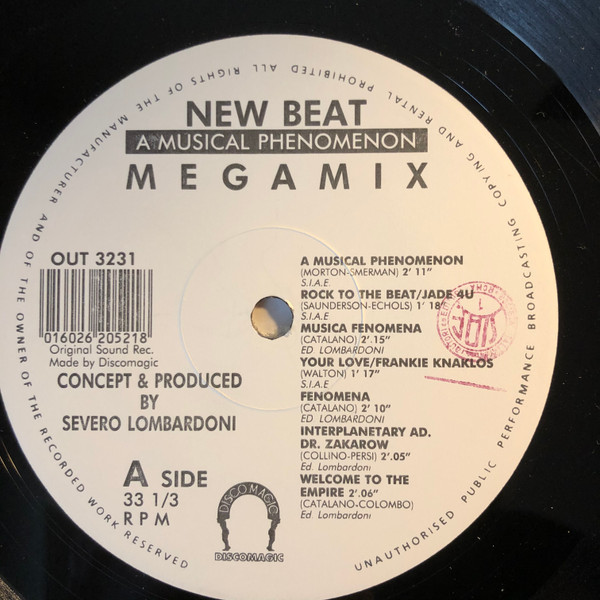 NEW BEAT
A MUSICAL PHENOMENON
MEGAMIX
OUT 3231
016026 205218
Original Sound Rec.
Made by Discomagic
CONCEPT & PRODUCED
BY
SEVERO LOMBARDONI
A SIDE
33 1/3
RPM
A MUSICAL PHENOMENON
(MORTON-SMERMAN) 2' 11"
S.I.A.E
ROCK TO THE BEAT/JADE 4U
(SAUNDERSON-ECHOLS) 1' 18"
S.I.A.E
MUSICA FENOMENA
(CATALANO) 2'.15"
ED. LOMBARDONI
YOUR LOVE/FRANKIE KNAKLOS
(WALTON) 1' 17"
S.I.A.E
FENOMENA
(CATALANO) 2' 10"
ED. LOMBARDONI
INTERPLANETARY AD.
DR. ZAKAROW
(COLLINO-PERSI) 2'.05"
Ed. Lombardoni
WELCOME TO THE
EMPIRE 2'.06"
(CATALANO-COLOMBO)
Ed. Lombardoni
DISCO MAGIC
DISCOMAGIC
ALL RIGHTS OF THE MANUFACTURER AND OF THE OWNER OF THE RECORDED WORK RESERVED
UNAUTHORISED PUBLIC PERFORMANCE BROADCASTING COPYING AND RENTAL PROHIBITED